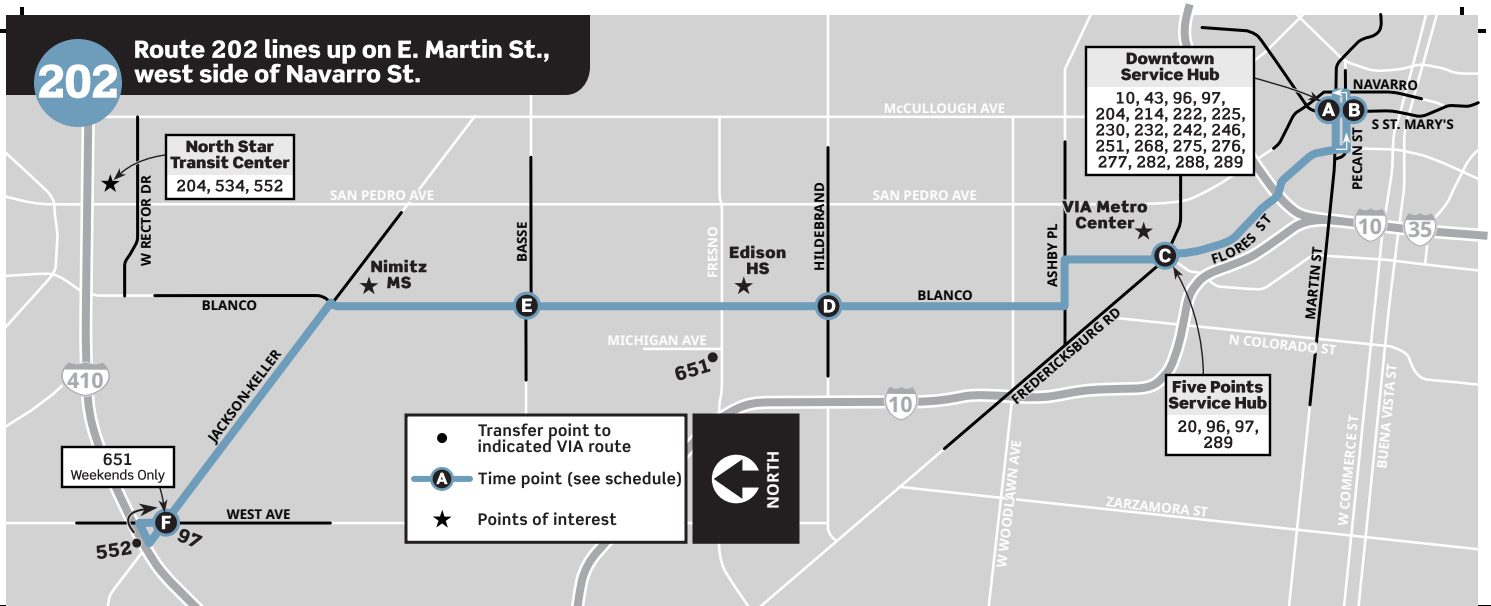 202
Route 202 lines up on E. Martin St.,
west side of Navarro St.
North Star
Transit Center
204, 534, 552
W RECTOR DR
McCULLOUGH AVE
SAN PEDRO AVE
SAN PEDRO AVE
Downtown
Service Hub
10, 43, 96, 97,
204, 214, 222, 225,
230, 232, 242, 246,
251, 268, 275, 276,
277, 282, 288, 289
NAVARRO
A
B
S ST. MARY'S
PECAN ST
Nimitz
MS
BASSE
FRESNO
Edison
HS
HILDEBRAND
ASHBY PL
VIA Metro
Center
C
FLORES ST
10
35
MARTIN ST
BLANCO
E
D
BLANCO
JACKSON-KELLER
410
MICHIGAN AVE
651
10
FREDERICKSBURG RD
N COLORADO ST
Five Points
Service Hub
20, 96, 97,
289
BUENA VISTA ST
W COMMERCE ST
W WOODLAWN AVE
ZARZAMORA ST
651
Weekends Only
F
WEST AVE
97
552
Transfer point to
indicated VIA route
A
Time point (see schedule)
Points of interest
NORTH